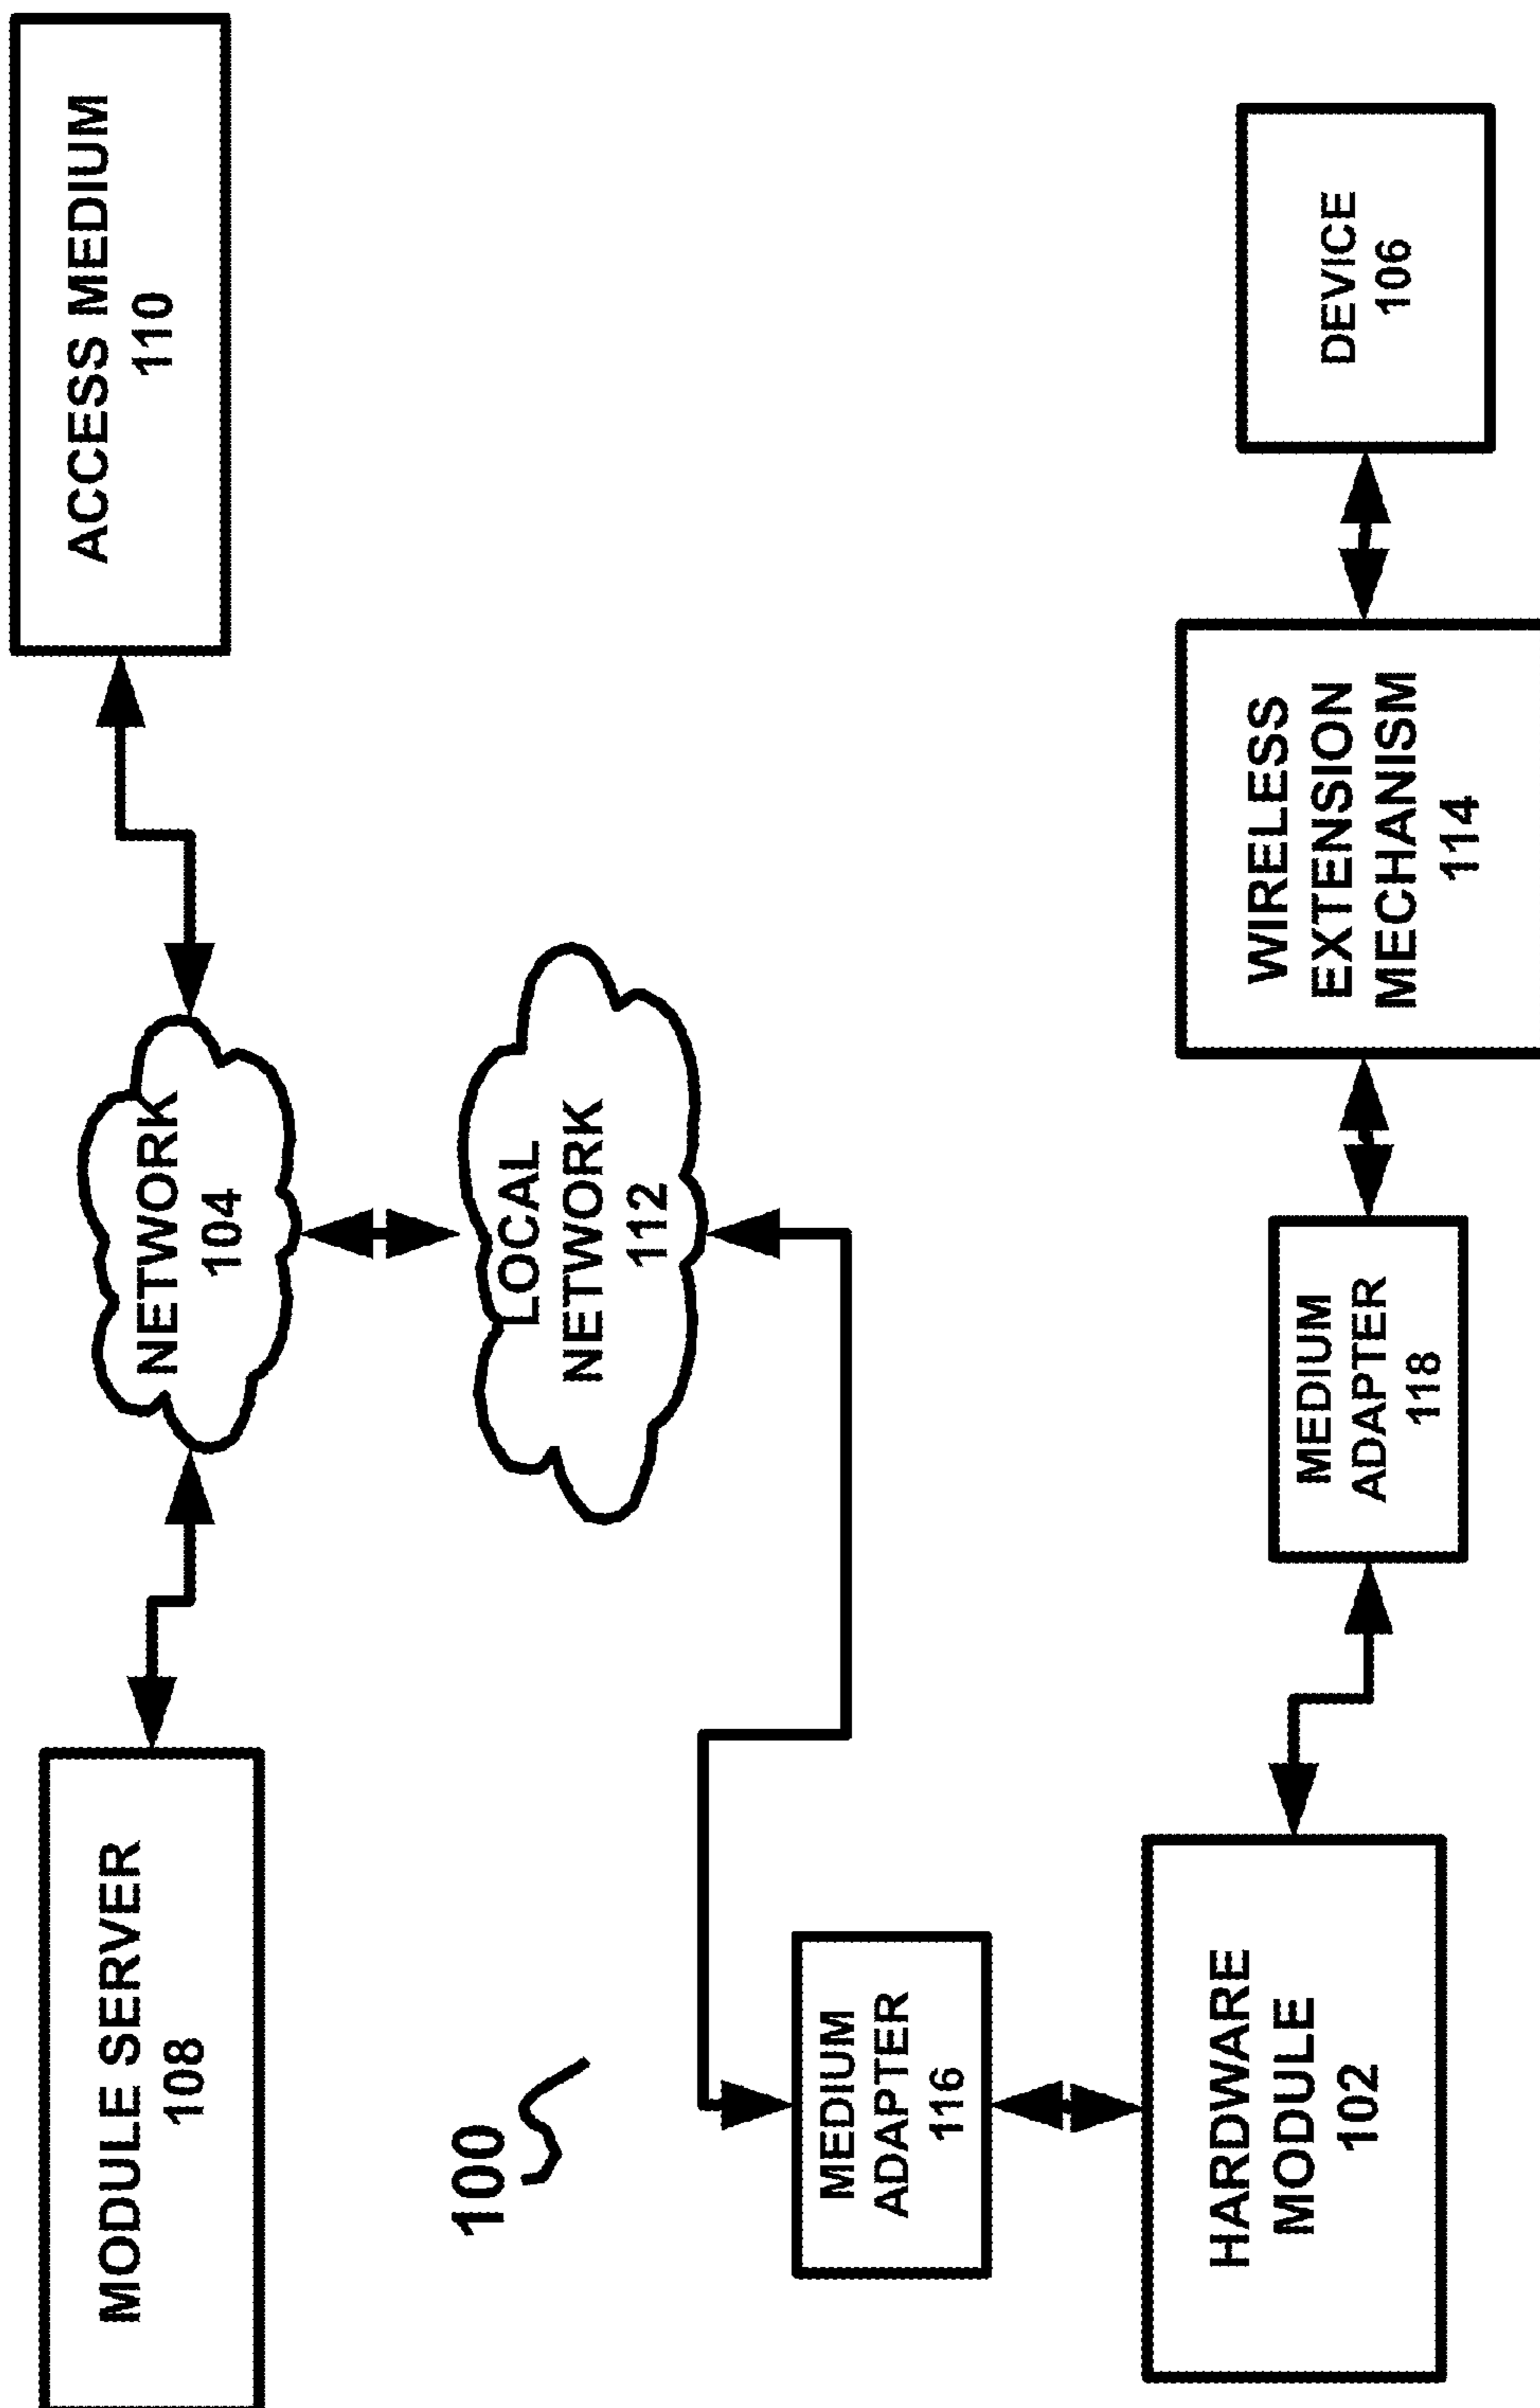 MODULE SERVER
108
NETWORK
104
ACCESS MEDIUM
110
100
LOCAL
NETWORK
112
MEDIUM
ADAPTER
116
HARDWARE
MODULE
102
MEDIUM
ADAPTER
118
WIRELESS
EXTENSION
MECHANISM
114
DEVICE
106